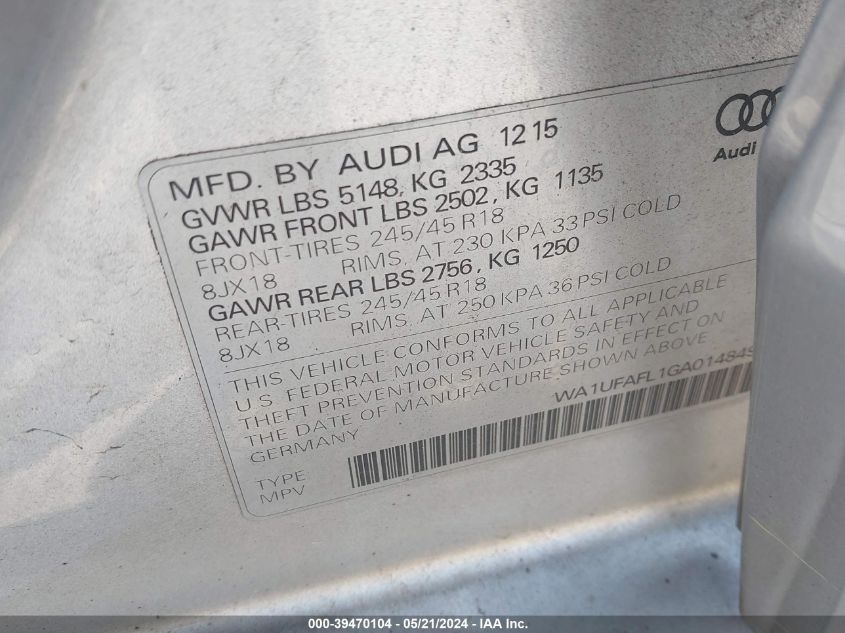 Audi
MFD. BY AUDI AG 12 15
GVWR LBS 5148, KG 2335
GAWR FRONT LBS 2502, KG 1135
FRONT-TIRES 245/45 R18
8JX18 RIMS, AT 230 KPA 33 PSI COLD
GAWR REAR LBS 2756, KG 1250
REAR-TIRES 245/45 R18
8JX18 RIMS, AT 250 KPA 36 PSI COLD
THIS VEHICLE CONFORMS TO ALL APPLICABLE
U.S. FEDERAL MOTOR VEHICLE SAFETY AND
THEFT PREVENTION STANDARDS IN EFFECT ON
THE DATE OF MANUFACTURE SHOWN ABOVE
GERMANY
WA1UFAFL1GA014849
TYPE
MPV
000-39470104 - 05/21/2024 - IAA Inc.